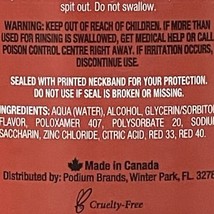 spit out. Do not swallow.
WARNING: KEEP OUT OF REACH OF CHILDREN. IF MORE THAN
USED FOR RINSING IS SWALLOWED, GET MEDICAL HELP OR CALL
POISON CONTROL CENTRE RIGHT AWAY. IF IRRITATION OCCURS,
DISCONTINUE USE.
SEALED WITH PRINTED NECKBAND FOR YOUR PROTECTION.
DO NOT USE IF SEAL IS BROKEN OR MISSING.
INGREDIENTS: AQUA (WATER), ALCOHOL, GLYCERIN/SORBITOL
FLAVOR, POLOXAMER 407, POLYSORBATE 20, SODIUM
SACCHARIN, ZINC CHLORIDE, CITRIC ACID, RED 33, RED 40.
Made in Canada
Distributed by: Podium Brands, Winter Park, FL. 3278
Cruelty-Free